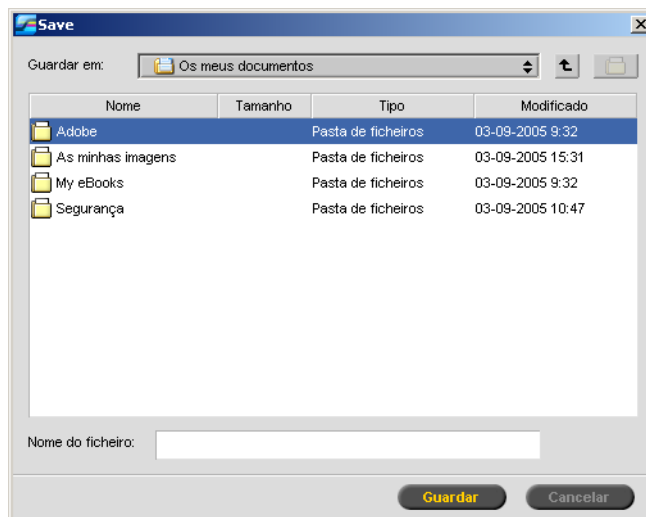 Save
Guardar em: Os meus documentos
Nome Tamanho Tipo Modificado
Adobe Pasta de ficheiros 03-09-2005 9:32
As minhas imagens Pasta de ficheiros 03-09-2005 15:31
My eBooks Pasta de ficheiros 03-09-2005 9:32
Segurança Pasta de ficheiros 03-09-2005 10:47
Nome do ficheiro:
Guardar Cancelar